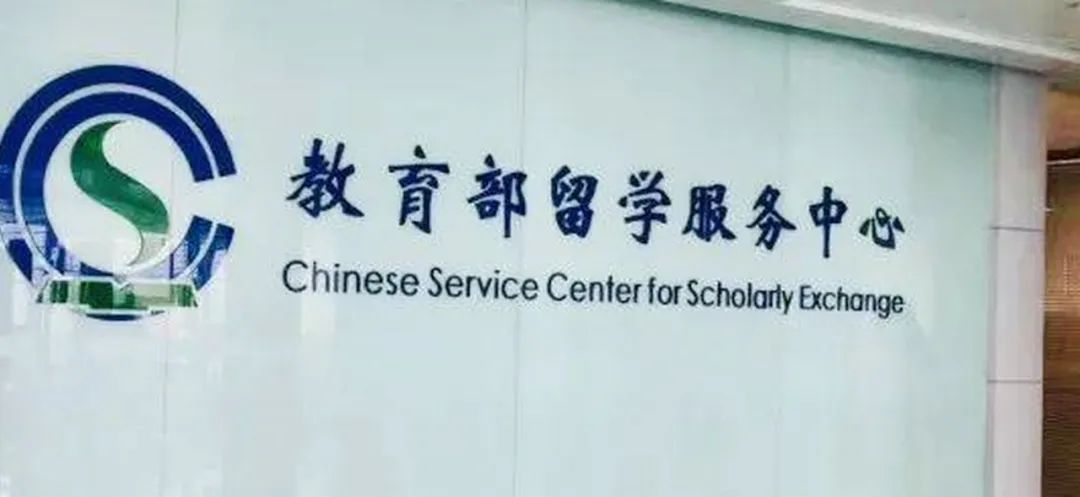 教育部留学服务中心
Chinese Service Center for Scholarly Exchange